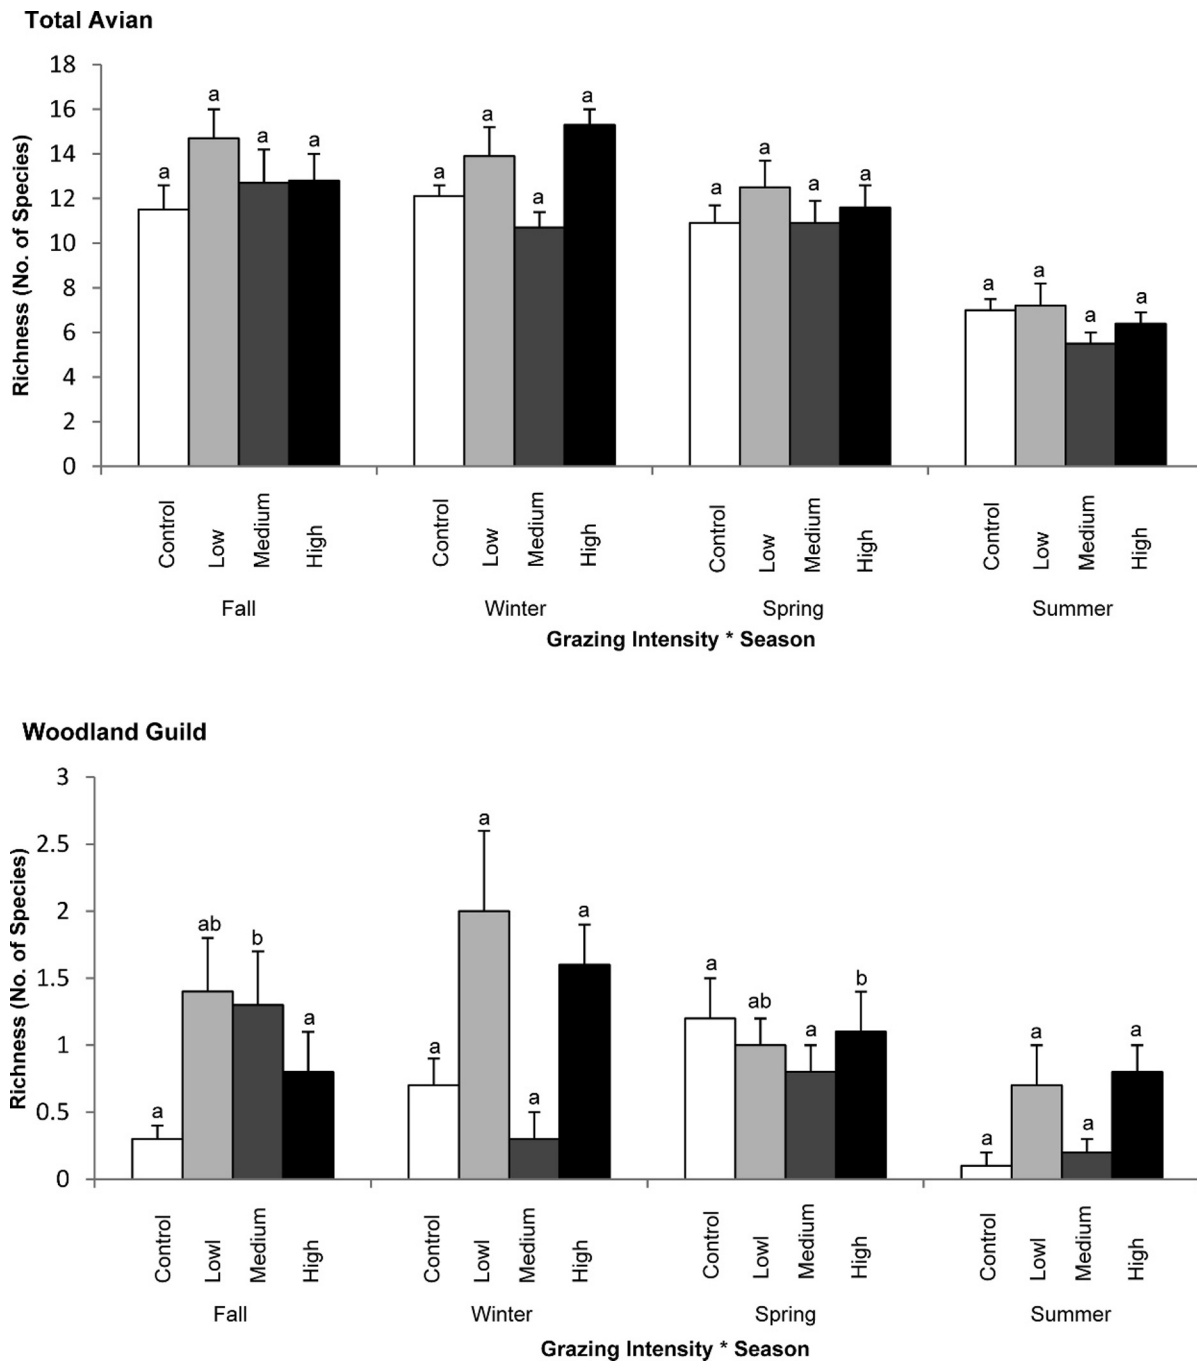 Total Avian
18
16
14
12
10
8
6
4
2
0
Richness (No. of Species)
a a a a a a a a a a a a a a a a
Control Low Medium High Control Low Medium High Control Low Medium High Control Low Medium High
Fall Winter Spring Summer
Grazing Intensity * Season
Woodland Guild
3
2.5
2
1.5
1
0.5
0
Richness (No. of Species)
a ab b a a a a a a ab a b a a a a
Control Lowl Medium High Control Lowl Medium High Control Lowl Medium High Control Lowl Medium High
Fall Winter Spring Summer
Grazing Intensity * Season